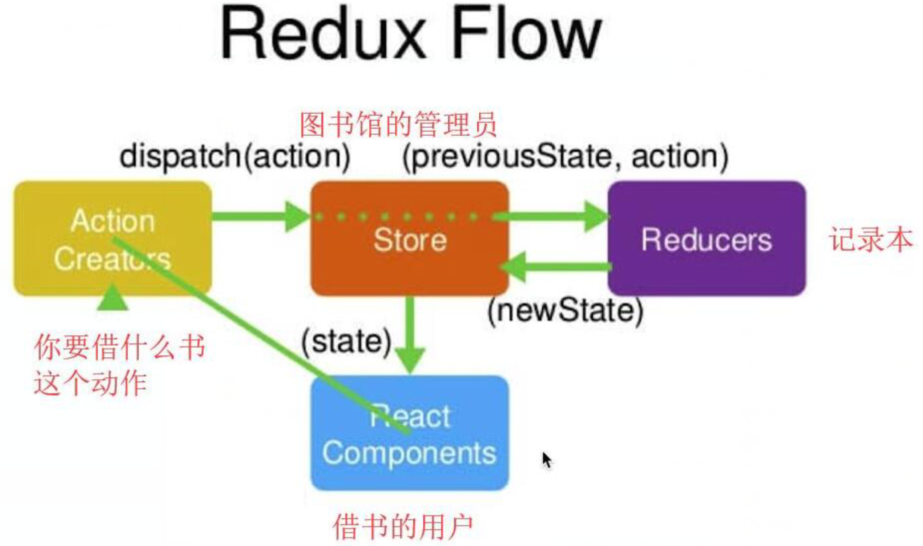 Redux Flow
图书馆的管理员
dispatch(action)
(previousState, action)
Action
Creators
Store
Reducers
记录本
(newState)
你要借什么书
这个动作
(state)
React
Components
借书的用户